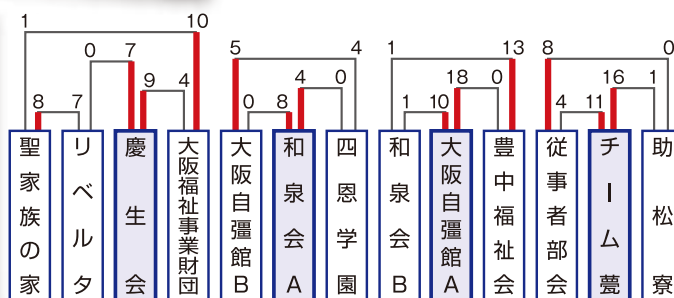 1 10 5 4 1 13 8 0
0 7 9 4 4 0 18 0 16 1
8 7 0 8 1 10 4 11
聖家族の家
リベルタ
慶生会
大阪福祉事業財団
大阪自彊館B
和泉会A
四恩学園
和泉会B
大阪自彊館A
豊中福祉会
従事者部会
チーム甍
助松寮